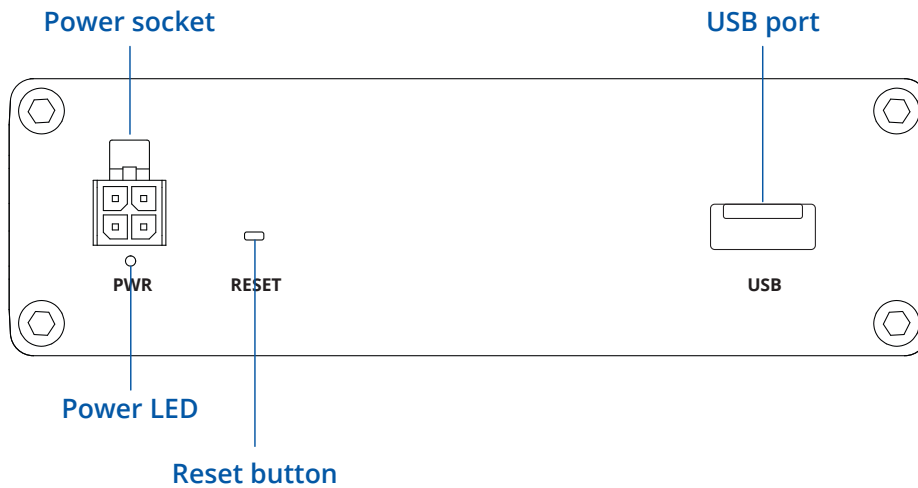 Power socket
USB port
PWR
RESET
USB
Power LED
Reset button